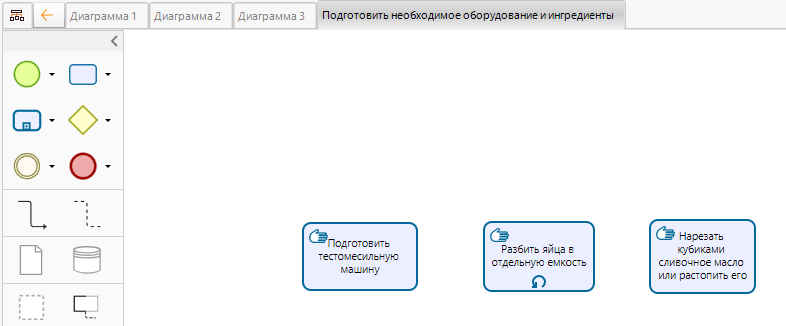 Диаграмма 1
Диаграмма 2
Диаграмма 3
Подготовить необходимое оборудование и ингредиенты
Подготовить
тестомесильную
машину
Разбить яйца в
отдельную емкость
Нарезать
кубиками
сливочное масло
или растопить его